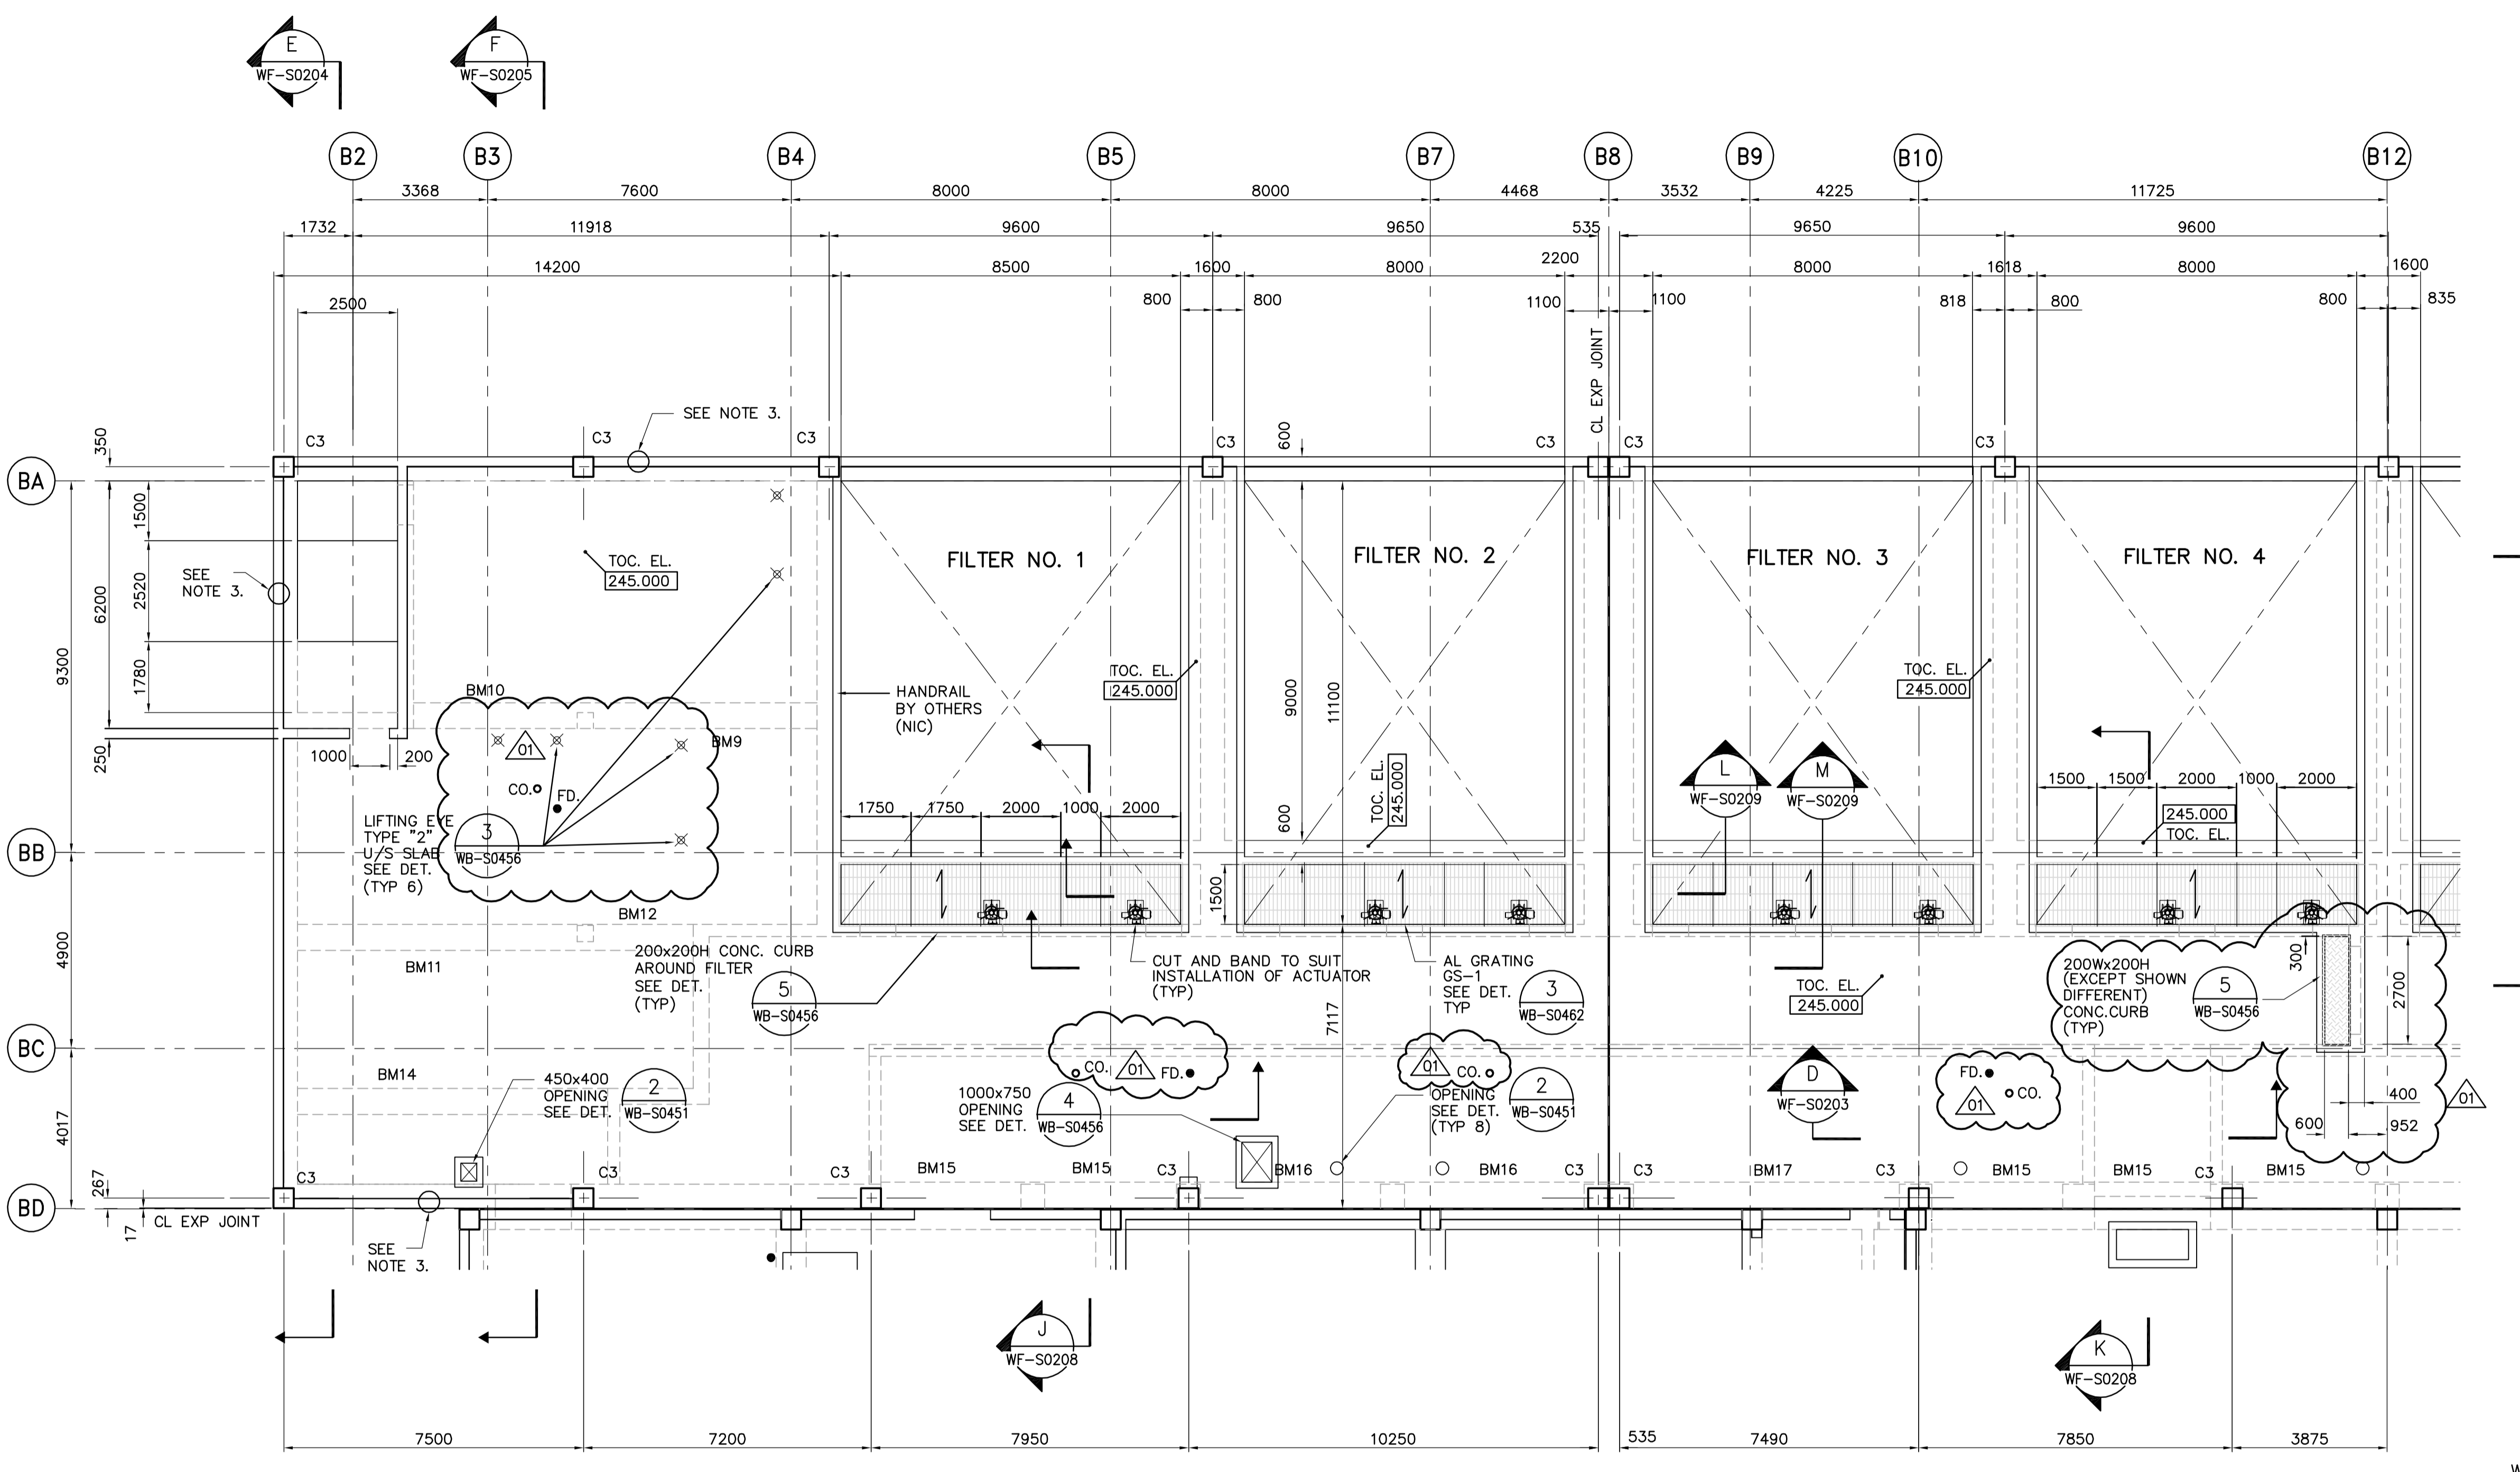 E
WF-S0204
F
WF-S0205
B2
B3
B4
B5
B7
B8
B9
B10
B12
3368
7600
8000
8000
4468
3532
4225
11725
1732
11918
9600
9650
535
9650
9600
14200
8500
1600
8000
2200
8000
1618
8000
1600
2500
800
800
1100
1100
818
800
800
835
CL EXP JOINT
SEE NOTE 3.
350
C3
C3
C3
600
C3
C3
C3
C3
BA
1500
2520
1780
6200
9300
250
SEE
NOTE 3.
TOC. EL.
245.000
FILTER NO. 1
FILTER NO. 2
FILTER NO. 3
FILTER NO. 4
TOC. EL.
245.000
TOC. EL.
245.000
HANDRAIL
BY OTHERS
(NIC)
9000
11100
BM10
BM9
01
1000
200
CO.
FD.
LIFTING EYE
TYPE "2"
U/S SLAB
SEE DET.
(TYP 6)
3
WB-S0456
1750
1750
2000
1000
2000
600
TOC. EL.
245.000
L
WF-S0209
M
WF-S0209
1500
1500
2000
1000
2000
245.000
TOC. EL.
BB
4900
1500
BM12
BM11
200x200H CONC. CURB
AROUND FILTER
SEE DET.
(TYP)
5
WB-S0456
CUT AND BAND TO SUIT
INSTALLATION OF ACTUATOR
(TYP)
7117
AL GRATING
GS-1
SEE DET.
TYP
3
WB-S0462
TOC. EL.
245.000
200Wx200H
(EXCEPT SHOWN
DIFFERENT)
CONC.CURB
(TYP)
5
WB-S0456
300
2700
BC
4017
BM14
450x400
OPENING
SEE DET.
2
WB-S0451
CO.
01
FD.
1000x750
OPENING
SEE DET.
4
WB-S0456
01
CO.
OPENING
SEE DET.
(TYP 8)
2
WB-S0451
D
WF-S0203
FD.
01
CO.
400
600
952
01
267
C3
C3
C3
BM15
BM15
C3
BM16
BM16
C3
C3
BM17
C3
BM15
BM15
C3
BM15
BD
17
CL EXP JOINT
SEE
NOTE 3.
J
WF-S0208
K
WF-S0208
7500
7200
7950
10250
535
7490
7850
3875